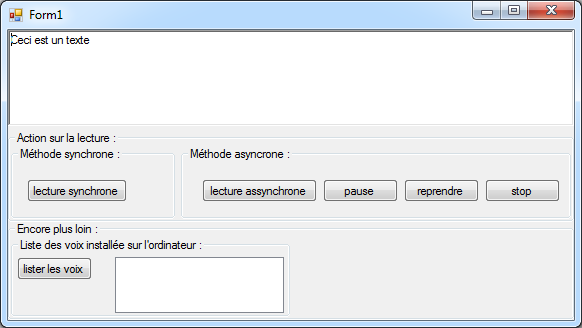 Form1
Ceci est un texte
Action sur la lecture :
Méthode synchrone :
Méthode asyncrone :
lecture synchrone
lecture assynchrone
pause
reprendre
stop
Encore plus loin :
Liste des voix installée sur l'ordinateur :
lister les voix